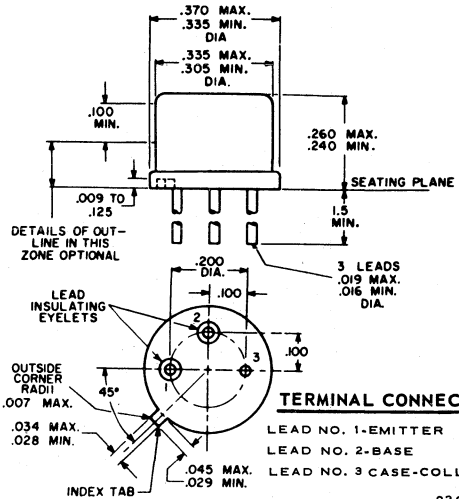 .370 MAX.
.335 MIN.
DIA
.335 MAX.
.305 MIN.
DIA.
.100
MIN.
.260 MAX.
.240 MIN.
SEATING PLANE
.009 TO
.125
1.5
MIN.
DETAILS OF OUT-
LINE IN THIS
ZONE OPTIONAL
.200
DIA.
3 LEADS
.019 MAX.
.016 MIN.
DIA.
LEAD
INSULATING
EYELETS
.100
2
1
3
.100
OUTSIDE
CORNER
RADII
.007 MAX.
45°
.034 MAX.
.028 MIN.
.045 MAX.
.029 MIN.
INDEX TAB
TERMINAL CONNEC
LEAD NO. 1-EMITTER
LEAD NO. 2-BASE
LEAD NO. 3 CASE-COLL